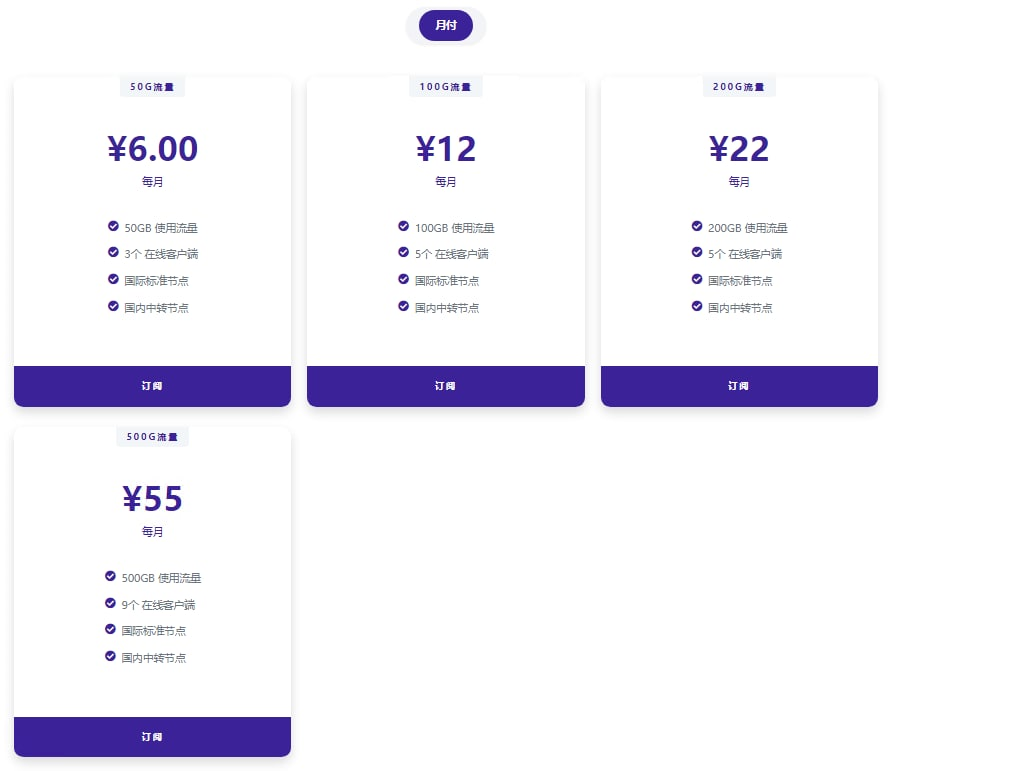 月付
50G流量
¥6.00
每月
50GB 使用流量
3个 在线客户端
国际标准节点
国内中转节点
订阅
100G流量
¥12
每月
100GB 使用流量
5个 在线客户端
国际标准节点
国内中转节点
订阅
200G流量
¥22
每月
200GB 使用流量
5个 在线客户端
国际标准节点
国内中转节点
订阅
500G流量
¥55
每月
500GB 使用流量
9个 在线客户端
国际标准节点
国内中转节点
订阅